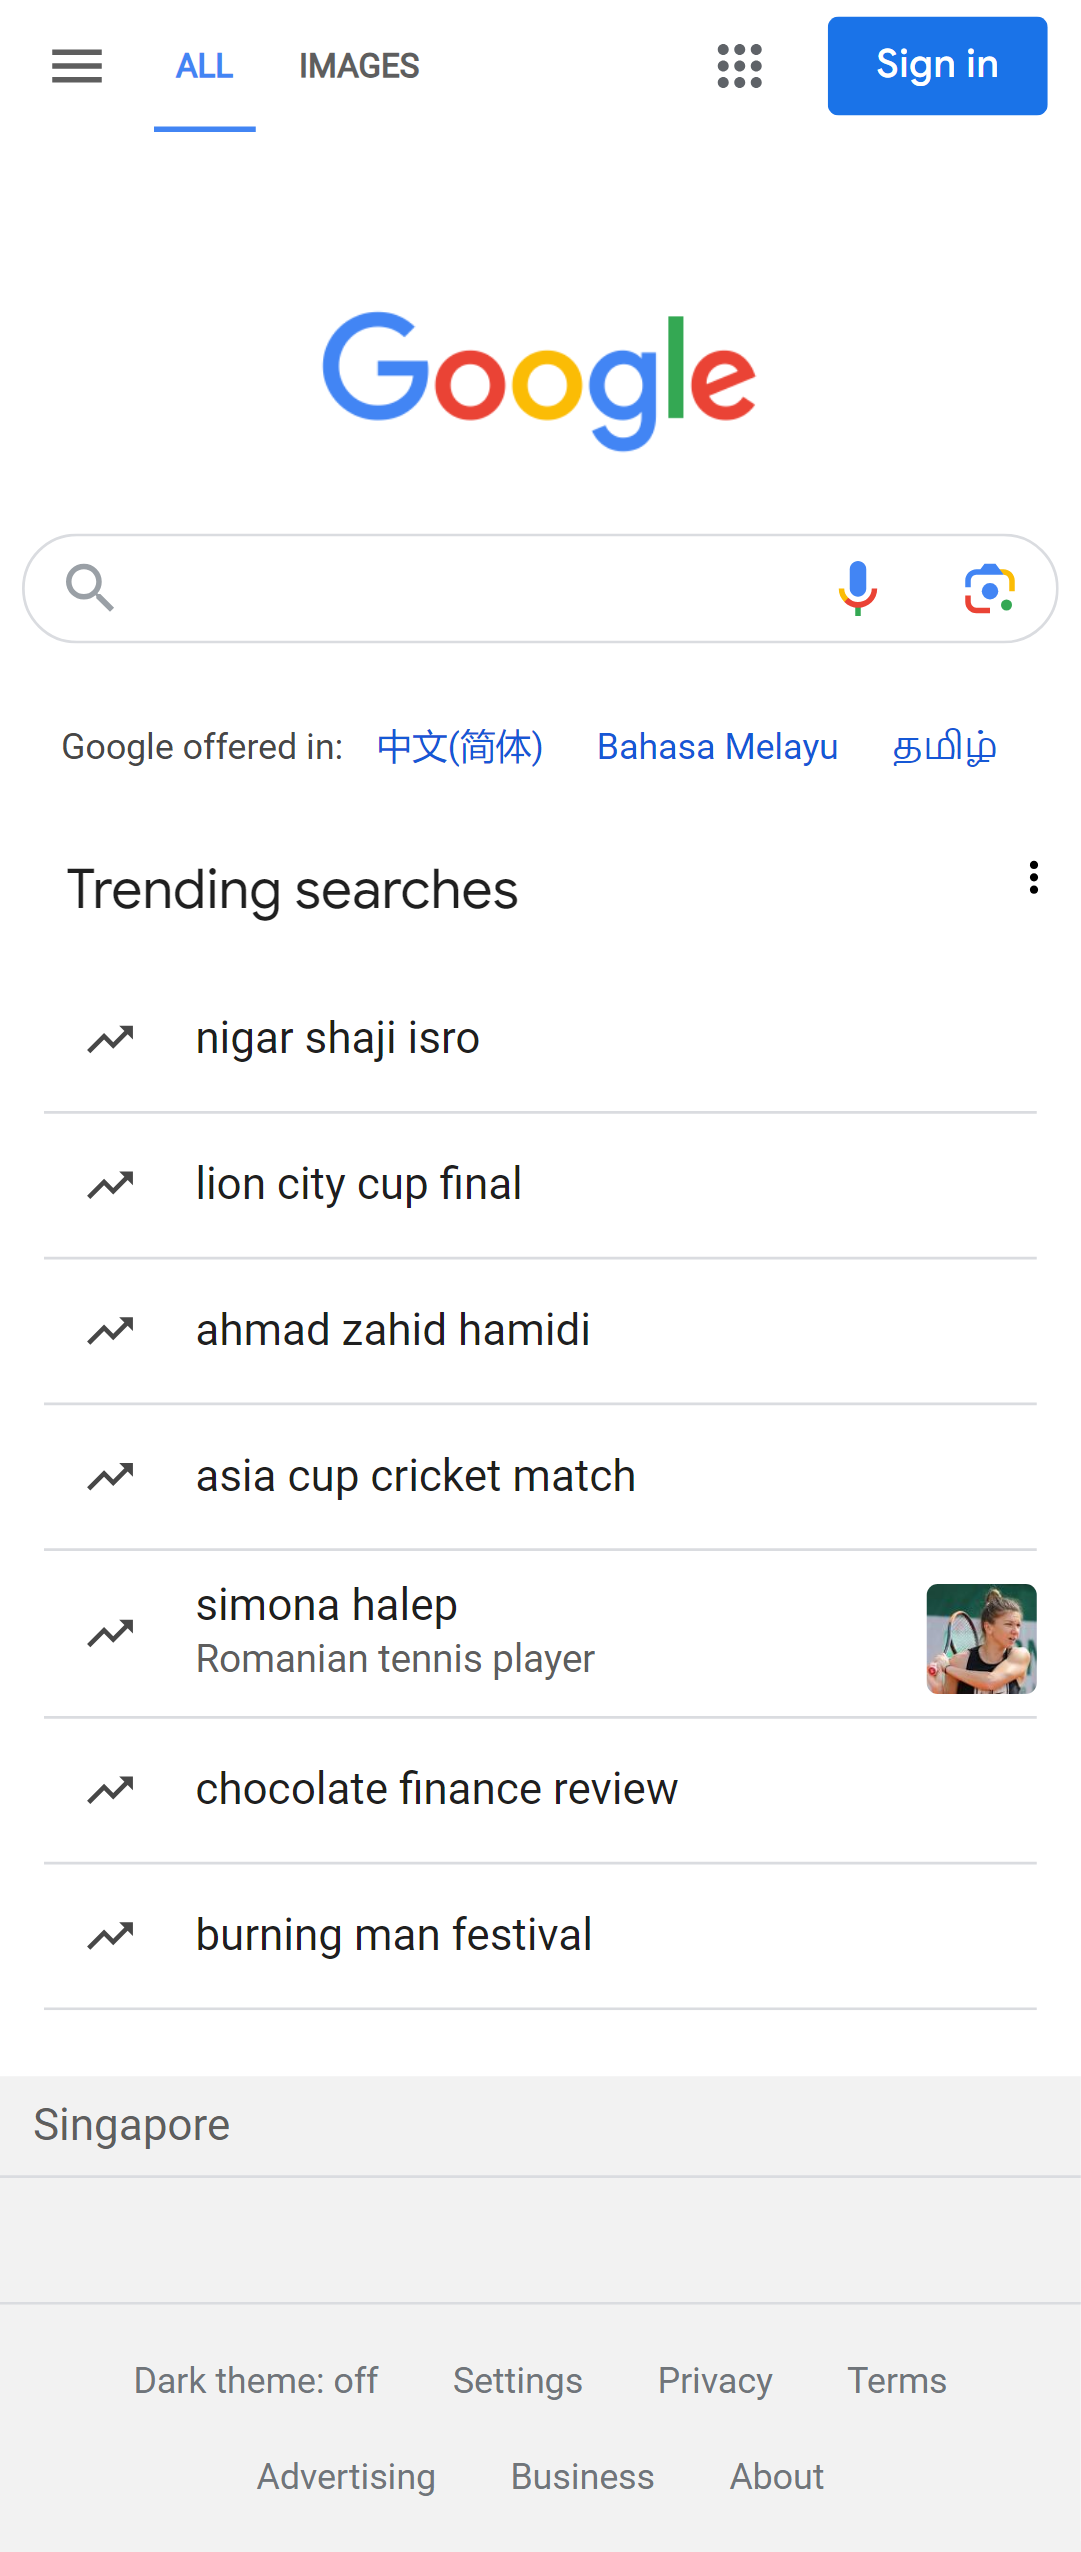 ALL IMAGES Sign in
Google
Google offered in: 中文(简体) Bahasa Melayu தமிழ்
Trending searches
nigar shaji isro
lion city cup final
ahmad zahid hamidi
asia cup cricket match
simona halep
Romanian tennis player
chocolate finance review
burning man festival
Singapore
Dark theme: off Settings Privacy Terms
Advertising Business About